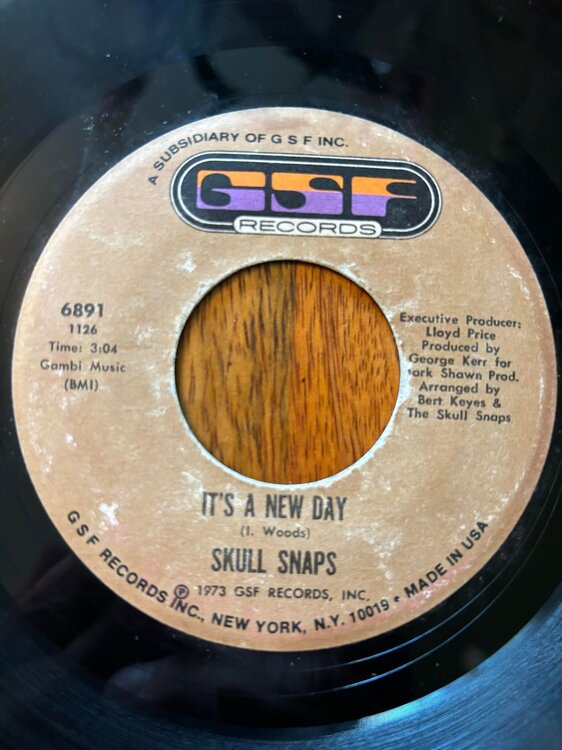 A SUBSIDIARY OF G S F INC.
GSF
RECORDS
6891
1126
Time: 3:04
Gambi Music
(BMI)
Executive Producer:
Lloyd Price
Produced by
George Kerr for
ark Shawn Prod.
Arranged by
Bert Keyes &
The Skull Snaps
IT'S A NEW DAY
(I. Woods)
SKULL SNAPS
℗ 1973 GSF RECORDS, INC.
G S F RECORDS INC., NEW YORK, N.Y. 10019 • MADE IN USA